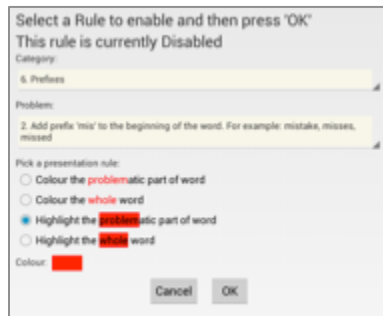 Select a Rule to enable and then press 'OK'
This rule is currently Disabled
Category:
6. Prefixes
Problem:
2. Add prefix 'mis' to the beginning of the word. For example: mistake, misses,
missed
Pick a presentation rule:
Colour the problematic part of word
Colour the whole word
Highlight the problematic part of word
Highlight the whole word
Colour:
Cancel OK